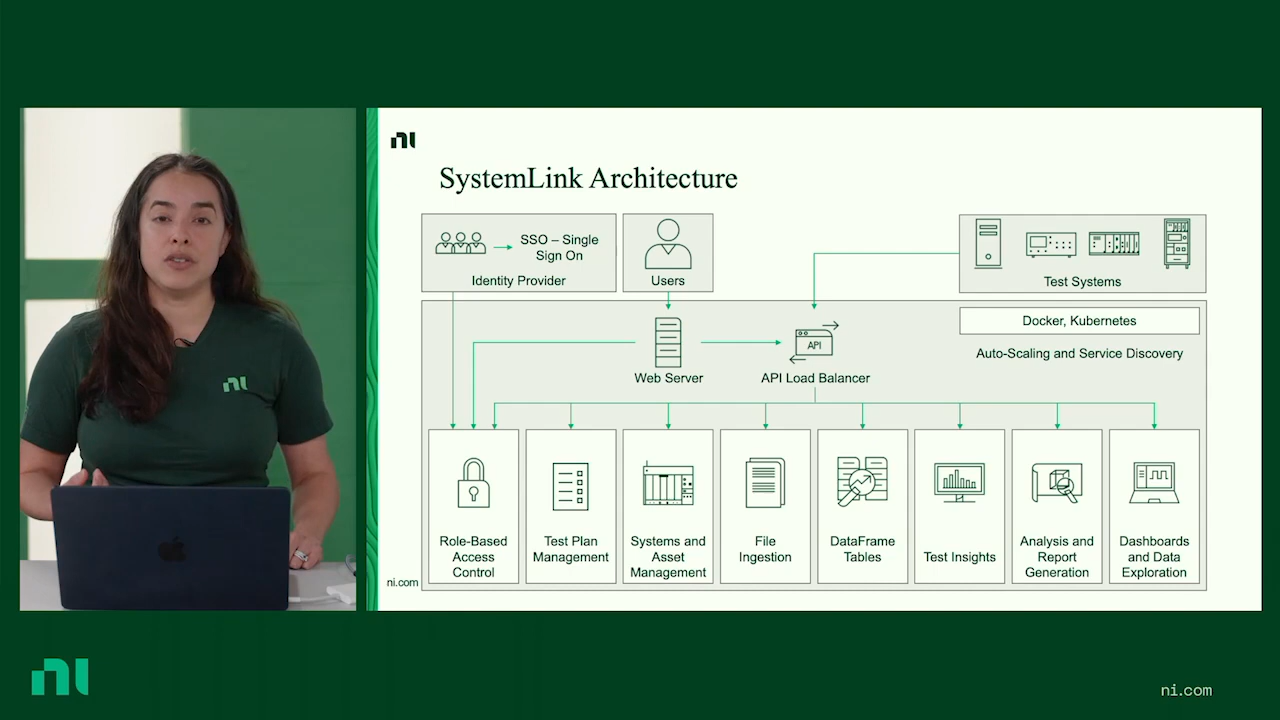 ni
ni
SystemLink Architecture
SSO – Single
Sign On
Identity Provider
Users
Test Systems
Docker, Kubernetes
Auto-Scaling and Service Discovery
Web Server
API
API Load Balancer
Role-Based
Access
Control
Test Plan
Management
Systems and
Asset
Management
File
Ingestion
DataFrame
Tables
Test Insights
Analysis and
Report
Generation
Dashboards
and Data
Exploration
ni.com
ni
ni.com